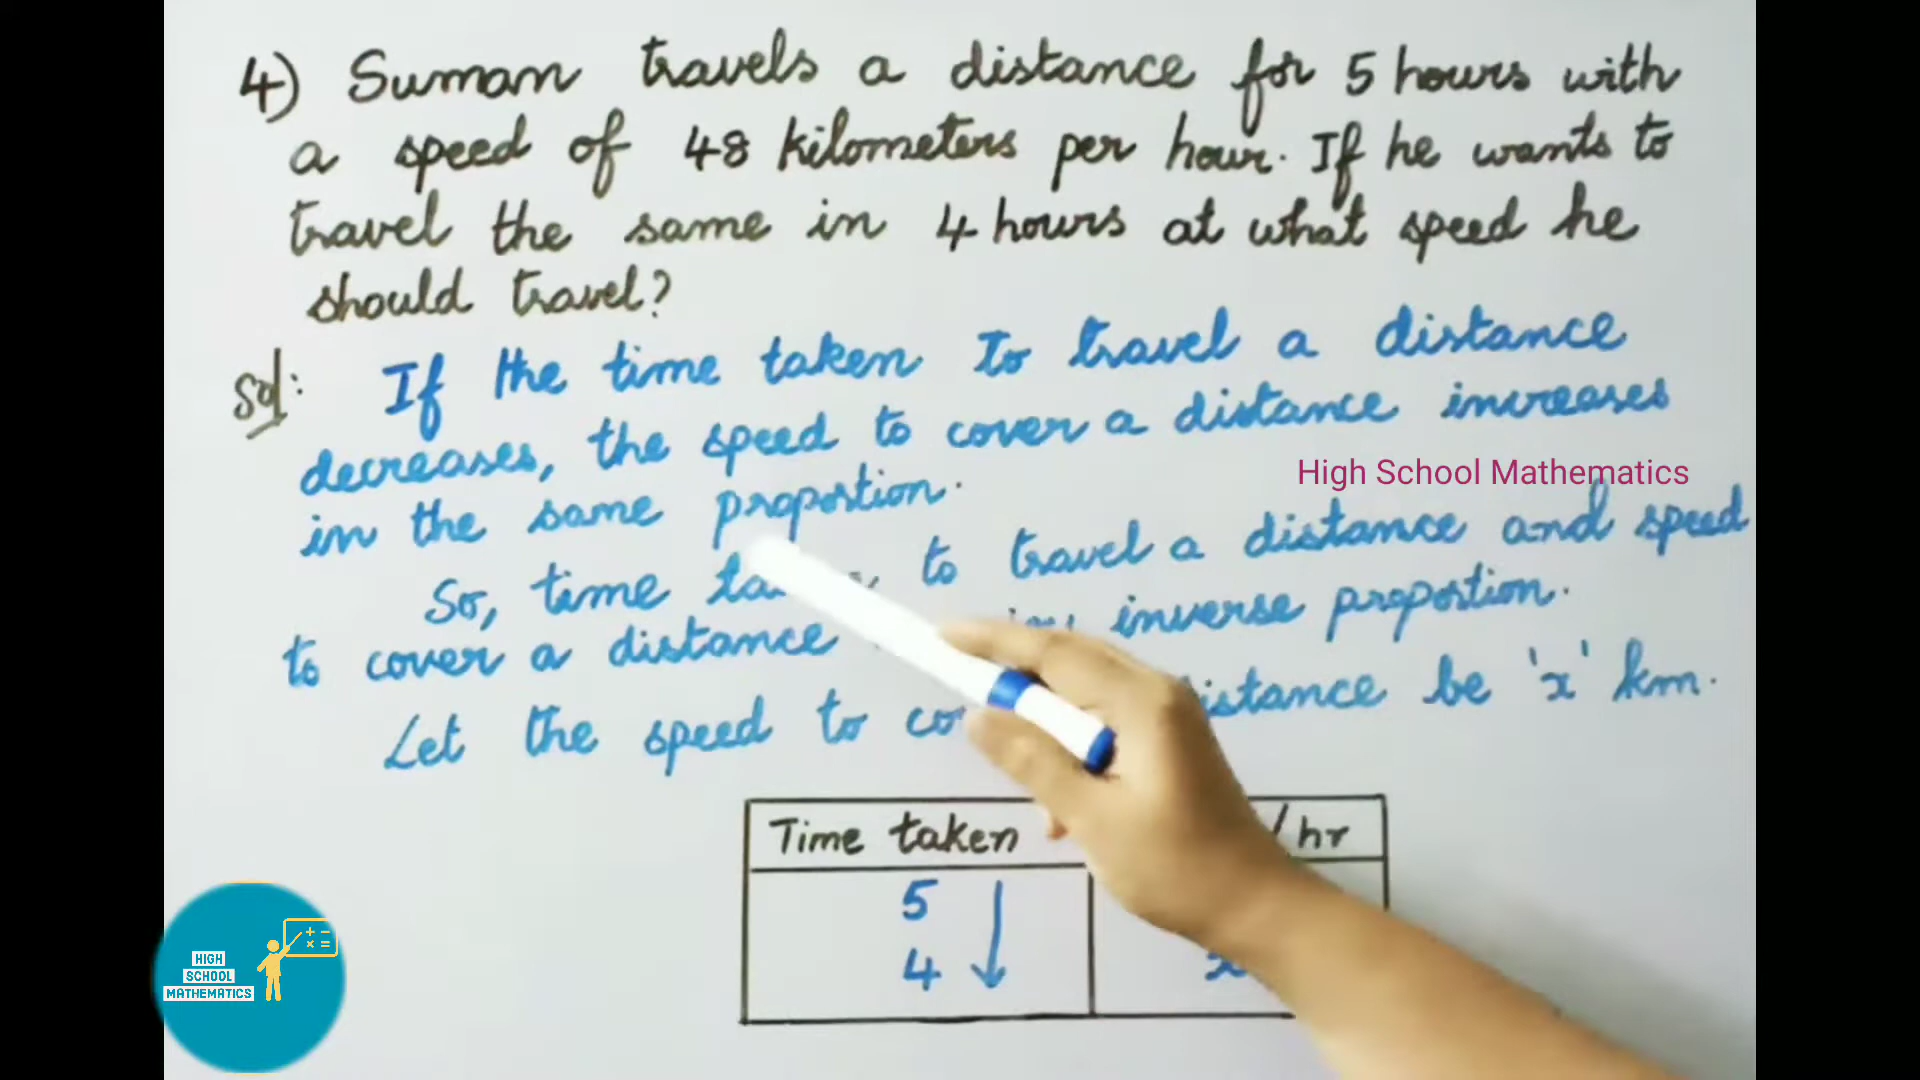 4) Suman travels a distance for 5 hours with
a speed of 48 kilometers per hour. If he wants to
travel the same in 4 hours at what speed he
should travel?
Sol: If the time taken to travel a distance
decreases, the speed to cover a distance increases
in the same proportion.
High School Mathematics
So, time to travel a distance and speed
to cover a distance inverse proportion.
Let the speed to distance be 'x' km.
Time taken /hr
5
4 x
HIGH
SCHOOL
MATHEMATICS